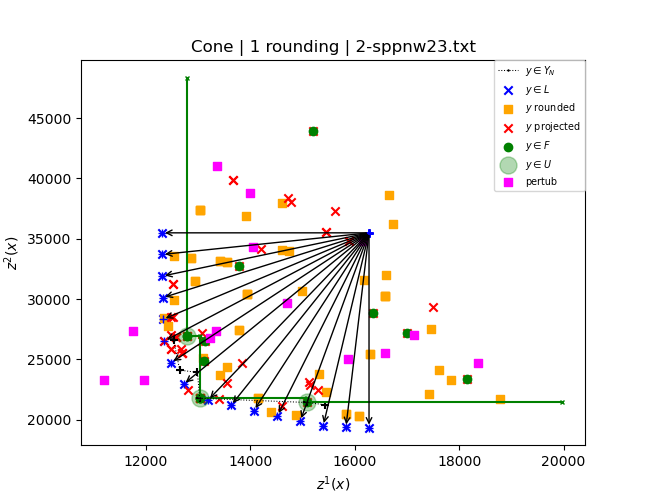 Cone | 1 rounding | 2-sppnw23.txt
y ∈ Y_N
y ∈ L
y rounded
y projected
y ∈ F
y ∈ U
pertub
45000
40000
35000
30000
25000
20000
z²(x)
12000 14000 16000 18000 20000
z¹(x)